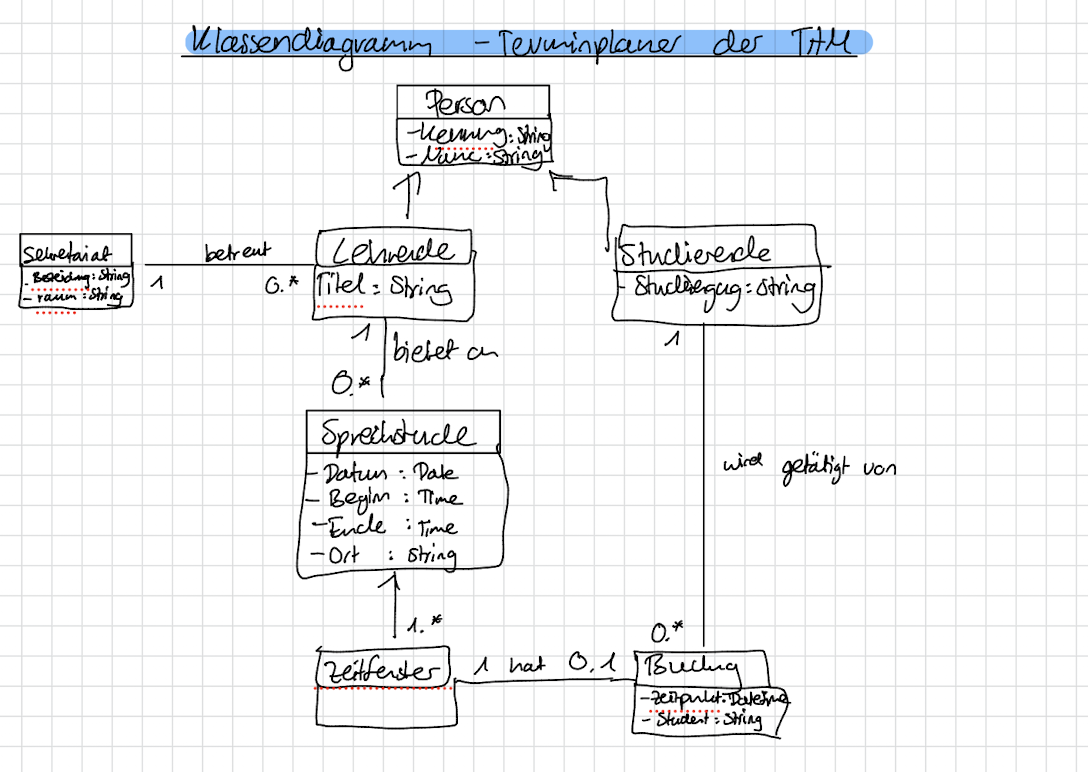 Klassendiagramm - Terminplaner der THM
Person
- Kennung : String
- Name : String
Sekretariat
- : String
- raum : String
1
betreut
0.*
Lehrende
Titel : String
Studierende
- Studiengang : String
1
bietet an
0.*
1
Sprechstunde
- Datum : Date
- Beginn : Time
- Ende : Time
- Ort : String
wird getätigt von
1.*
0.*
Zeitfenster
1 hat 0.1
Buchung
- Zeitpunkt : Datetime
- Student : String